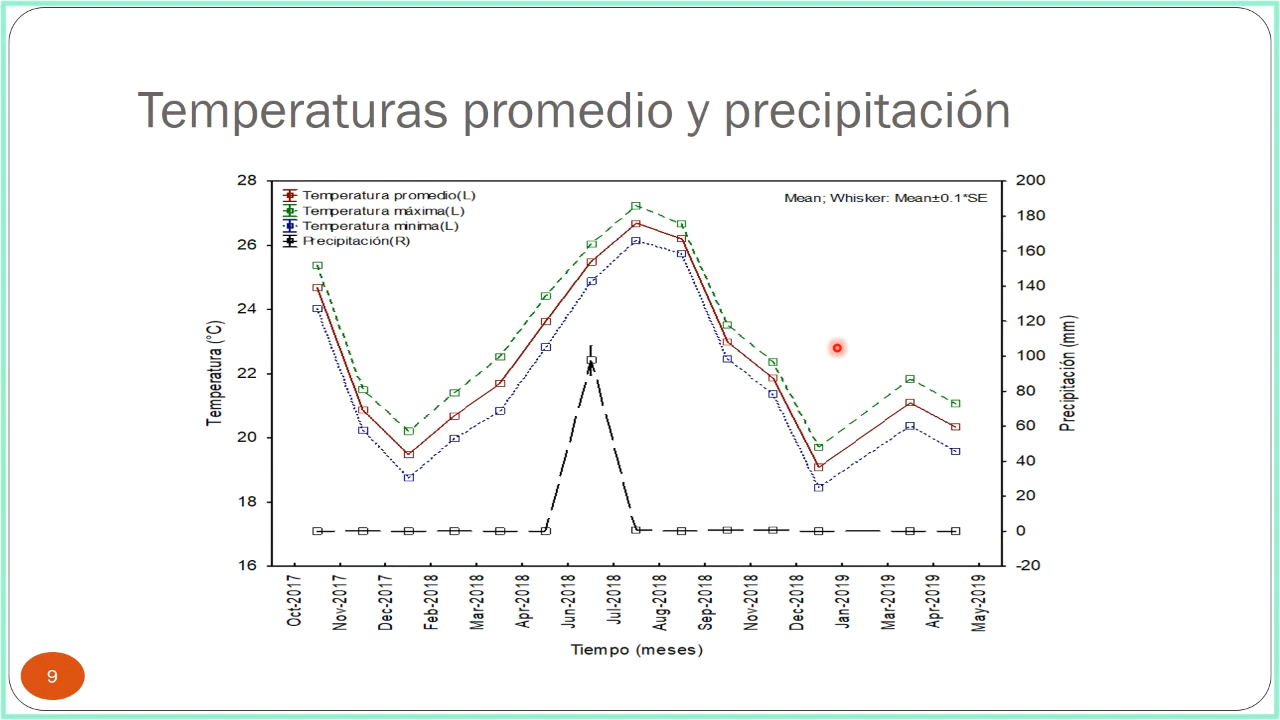 Temperaturas promedio y precipitación
28
26
24
22
20
18
16
Temperatura (°C)
Temperatura promedio(L)
Temperatura máxima(L)
Temperatura minima(L)
Precipitación(R)
Mean; Whisker: Mean±0.1*SE
200
180
160
140
120
100
80
60
40
20
0
-20
Precipitación (mm)
Oct-2017
Nov-2017
Dec-2017
Feb-2018
Mar-2018
Apr-2018
Jun-2018
Jul-2018
Aug-2018
Sep-2018
Nov-2018
Dec-2018
Jan-2019
Mar-2019
Apr-2019
May-2019
Tiempo (meses)
9